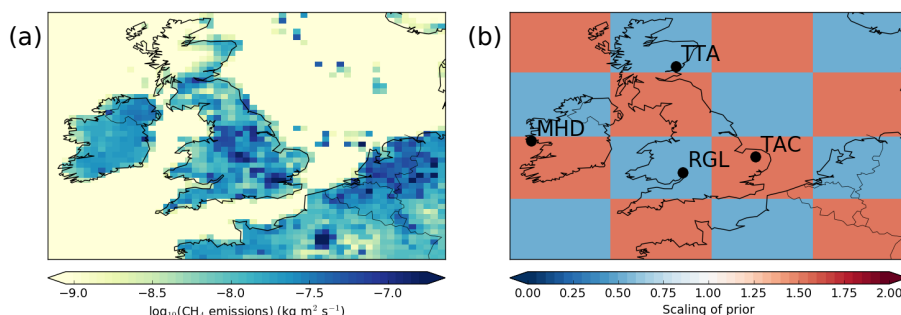 (a)
−9.0 −8.5 −8.0 −7.5 −7.0
log₁₀(CH₄ emissions) (kg m² s⁻¹)
(b)
TTA
MHD
TAC
RGL
0.00 0.25 0.50 0.75 1.00 1.25 1.50 1.75 2.00
Scaling of prior